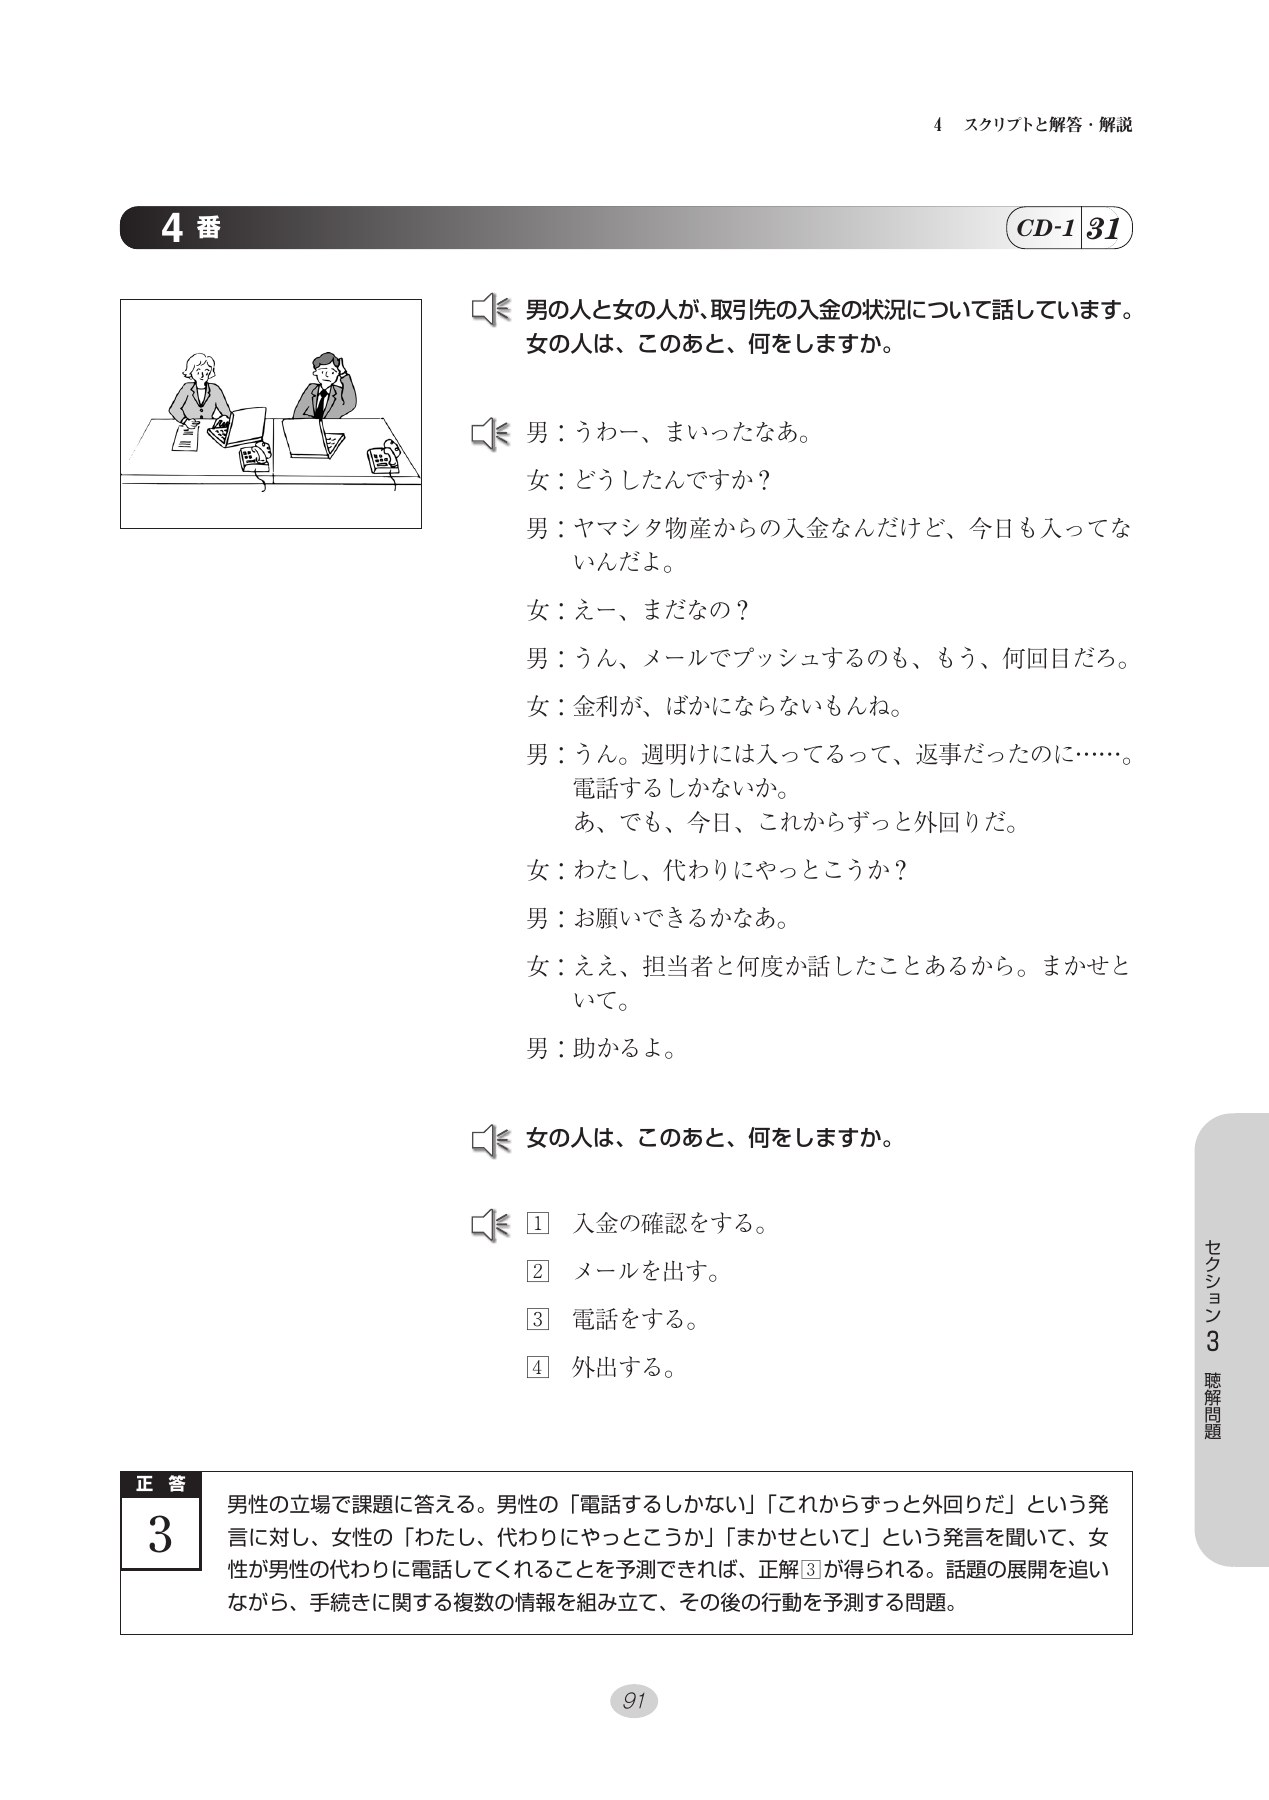 4 スクリプトと解答・解説
4 番
CD-1 31
男の人と女の人が、取引先の入金の状況について話しています。
女の人は、このあと、何をしますか。
男：うわー、まいったなあ。
女：どうしたんですか？
男：ヤマシタ物産からの入金なんだけど、今日も入ってな
いんだよ。
女：えー、まだなの？
男：うん、メールでプッシュするのも、もう、何回目だろ。
女：金利が、ばかにならないもんね。
男：うん。週明けには入ってるって、返事だったのに……。
電話するしかないか。
あ、でも、今日、これからずっと外回りだ。
女：わたし、代わりにやっとこうか？
男：お願いできるかなあ。
女：ええ、担当者と何度か話したことあるから。まかせと
いて。
男：助かるよ。
女の人は、このあと、何をしますか。
1 入金の確認をする。
2 メールを出す。
3 電話をする。
4 外出する。
セクション 3 聴解問題
正 答
3
男性の立場で課題に答える。男性の「電話するしかない」「これからずっと外回りだ」という発
言に対し、女性の「わたし、代わりにやっとこうか」「まかせといて」という発言を聞いて、女
性が男性の代わりに電話してくれることを予測できれば、正解3が得られる。話題の展開を追い
ながら、手続きに関する複数の情報を組み立て、その後の行動を予測する問題。
91